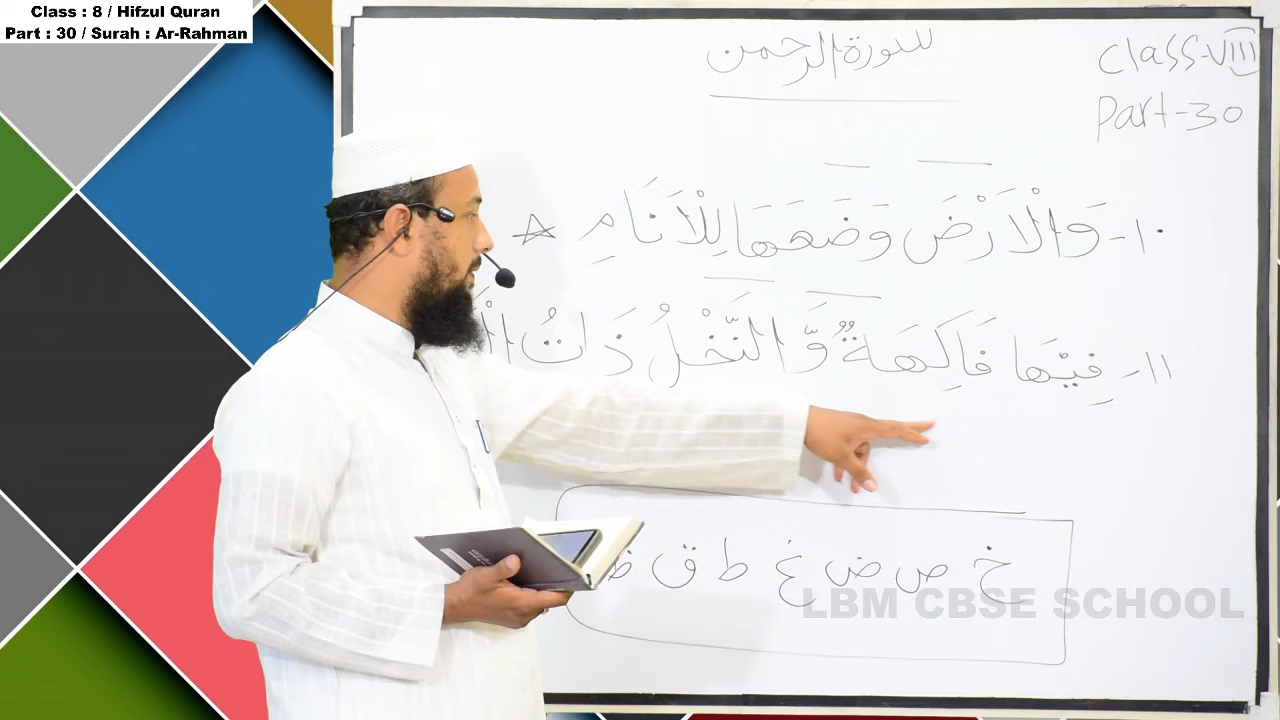 Class : 8 / Hifzul Quran
Part : 30 / Surah : Ar-Rahman
سورة الرحمن
Class-VIII
Part-30
١٠- وَالْاَرْضَ وَضَعَهَا لِلْاَنَامِ
١١- فِيْهَا فَاكِهَةٌ وَّالنَّخْلُ ذَاتُ
خ ص ض غ ط ق ظ
LBM CBSE SCHOOL